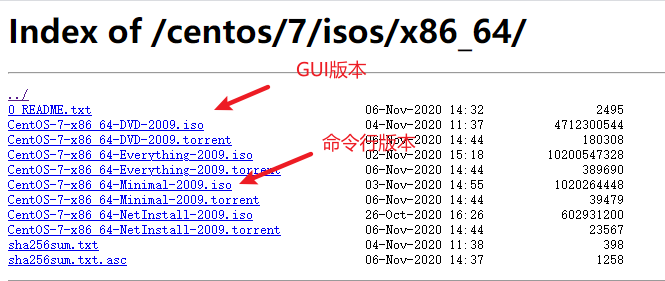 Index of /centos/7/isos/x86_64/
GUI版本
../
0_README.txt 06-Nov-2020 14:32 2495
CentOS-7-x86_64-DVD-2009.iso 04-Nov-2020 11:37 4712300544
CentOS-7-x86_64-DVD-2009.torrent 06-Nov-2020 14:44 180308
命令行版本
CentOS-7-x86_64-Everything-2009.iso 02-Nov-2020 15:18 10200547328
CentOS-7-x86_64-Everything-2009.torrent 06-Nov-2020 14:44 389690
CentOS-7-x86_64-Minimal-2009.iso 03-Nov-2020 14:55 1020264448
CentOS-7-x86_64-Minimal-2009.torrent 06-Nov-2020 14:44 39479
CentOS-7-x86_64-NetInstall-2009.iso 26-Oct-2020 16:26 602931200
CentOS-7-x86_64-NetInstall-2009.torrent 06-Nov-2020 14:44 23567
sha256sum.txt 04-Nov-2020 11:38 398
sha256sum.txt.asc 06-Nov-2020 14:37 1258